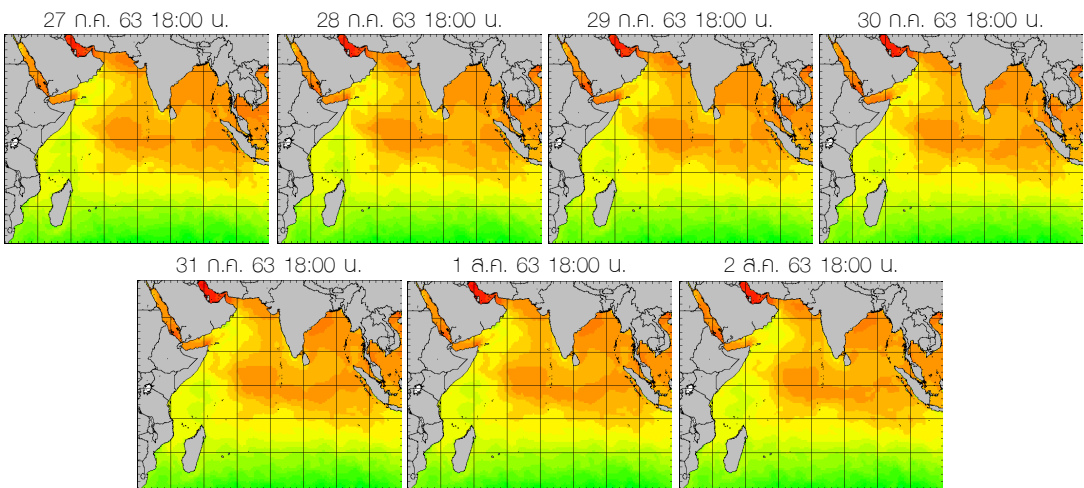 27 ก.ค. 63 18:00 น.
28 ก.ค. 63 18:00 น.
29 ก.ค. 63 18:00 น.
30 ก.ค. 63 18:00 น.
31 ก.ค. 63 18:00 น.
1 ส.ค. 63 18:00 น.
2 ส.ค. 63 18:00 น.